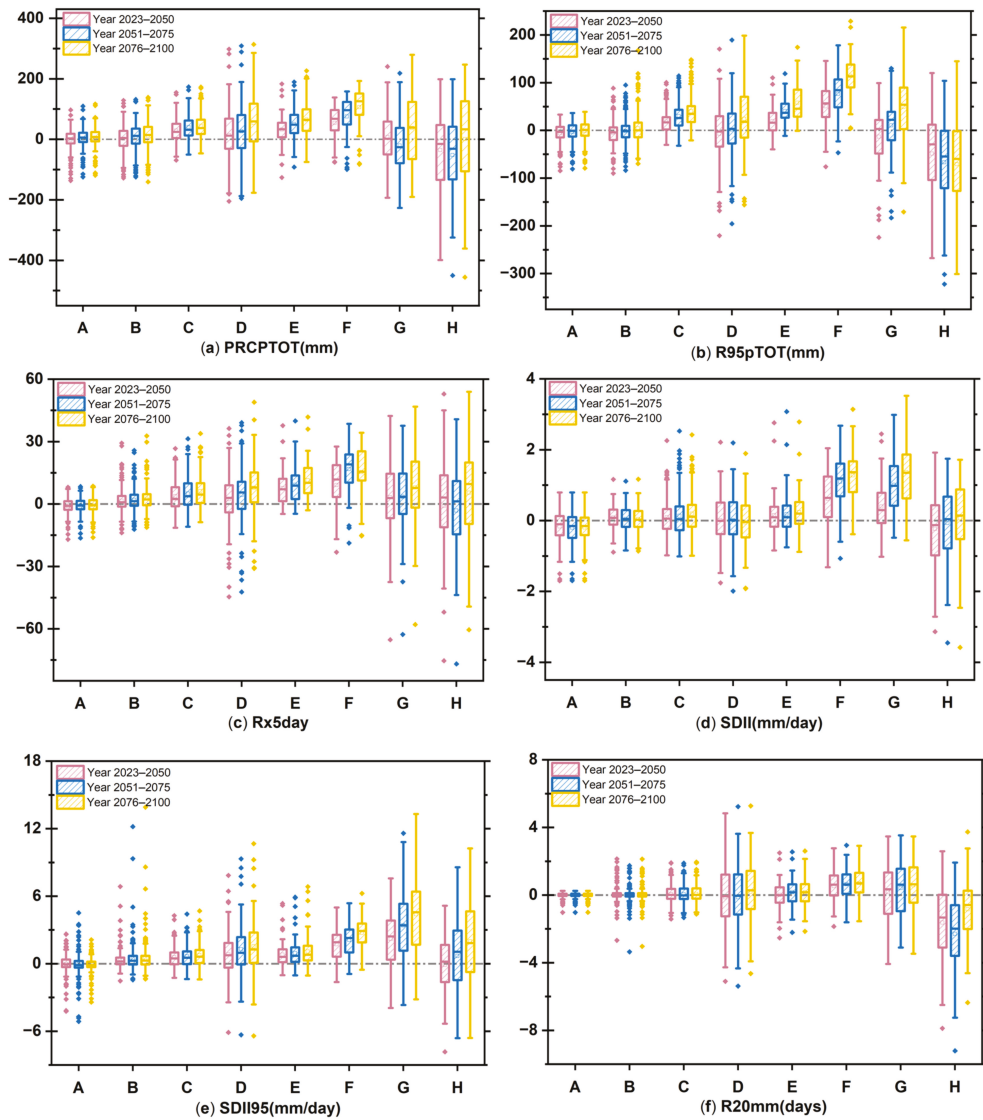 Year 2023–2050
Year 2051–2075
Year 2076–2100
400
200
0
-200
-400
A B C D E F G H
(a) PRCPTOT(mm)
Year 2023–2050
Year 2051–2075
Year 2076–2100
200
100
0
-100
-200
-300
A B C D E F G H
(b) R95pTOT(mm)
Year 2023–2050
Year 2051–2075
Year 2076–2100
60
30
0
-30
-60
A B C D E F G H
(c) Rx5day
Year 2023–2050
Year 2051–2075
Year 2076–2100
4
2
0
-2
-4
A B C D E F G H
(d) SDII(mm/day)
Year 2023–2050
Year 2051–2075
Year 2076–2100
18
12
6
0
-6
A B C D E F G H
(e) SDII95(mm/day)
Year 2023–2050
Year 2051–2075
Year 2076–2100
8
4
0
-4
-8
A B C D E F G H
(f) R20mm(days)